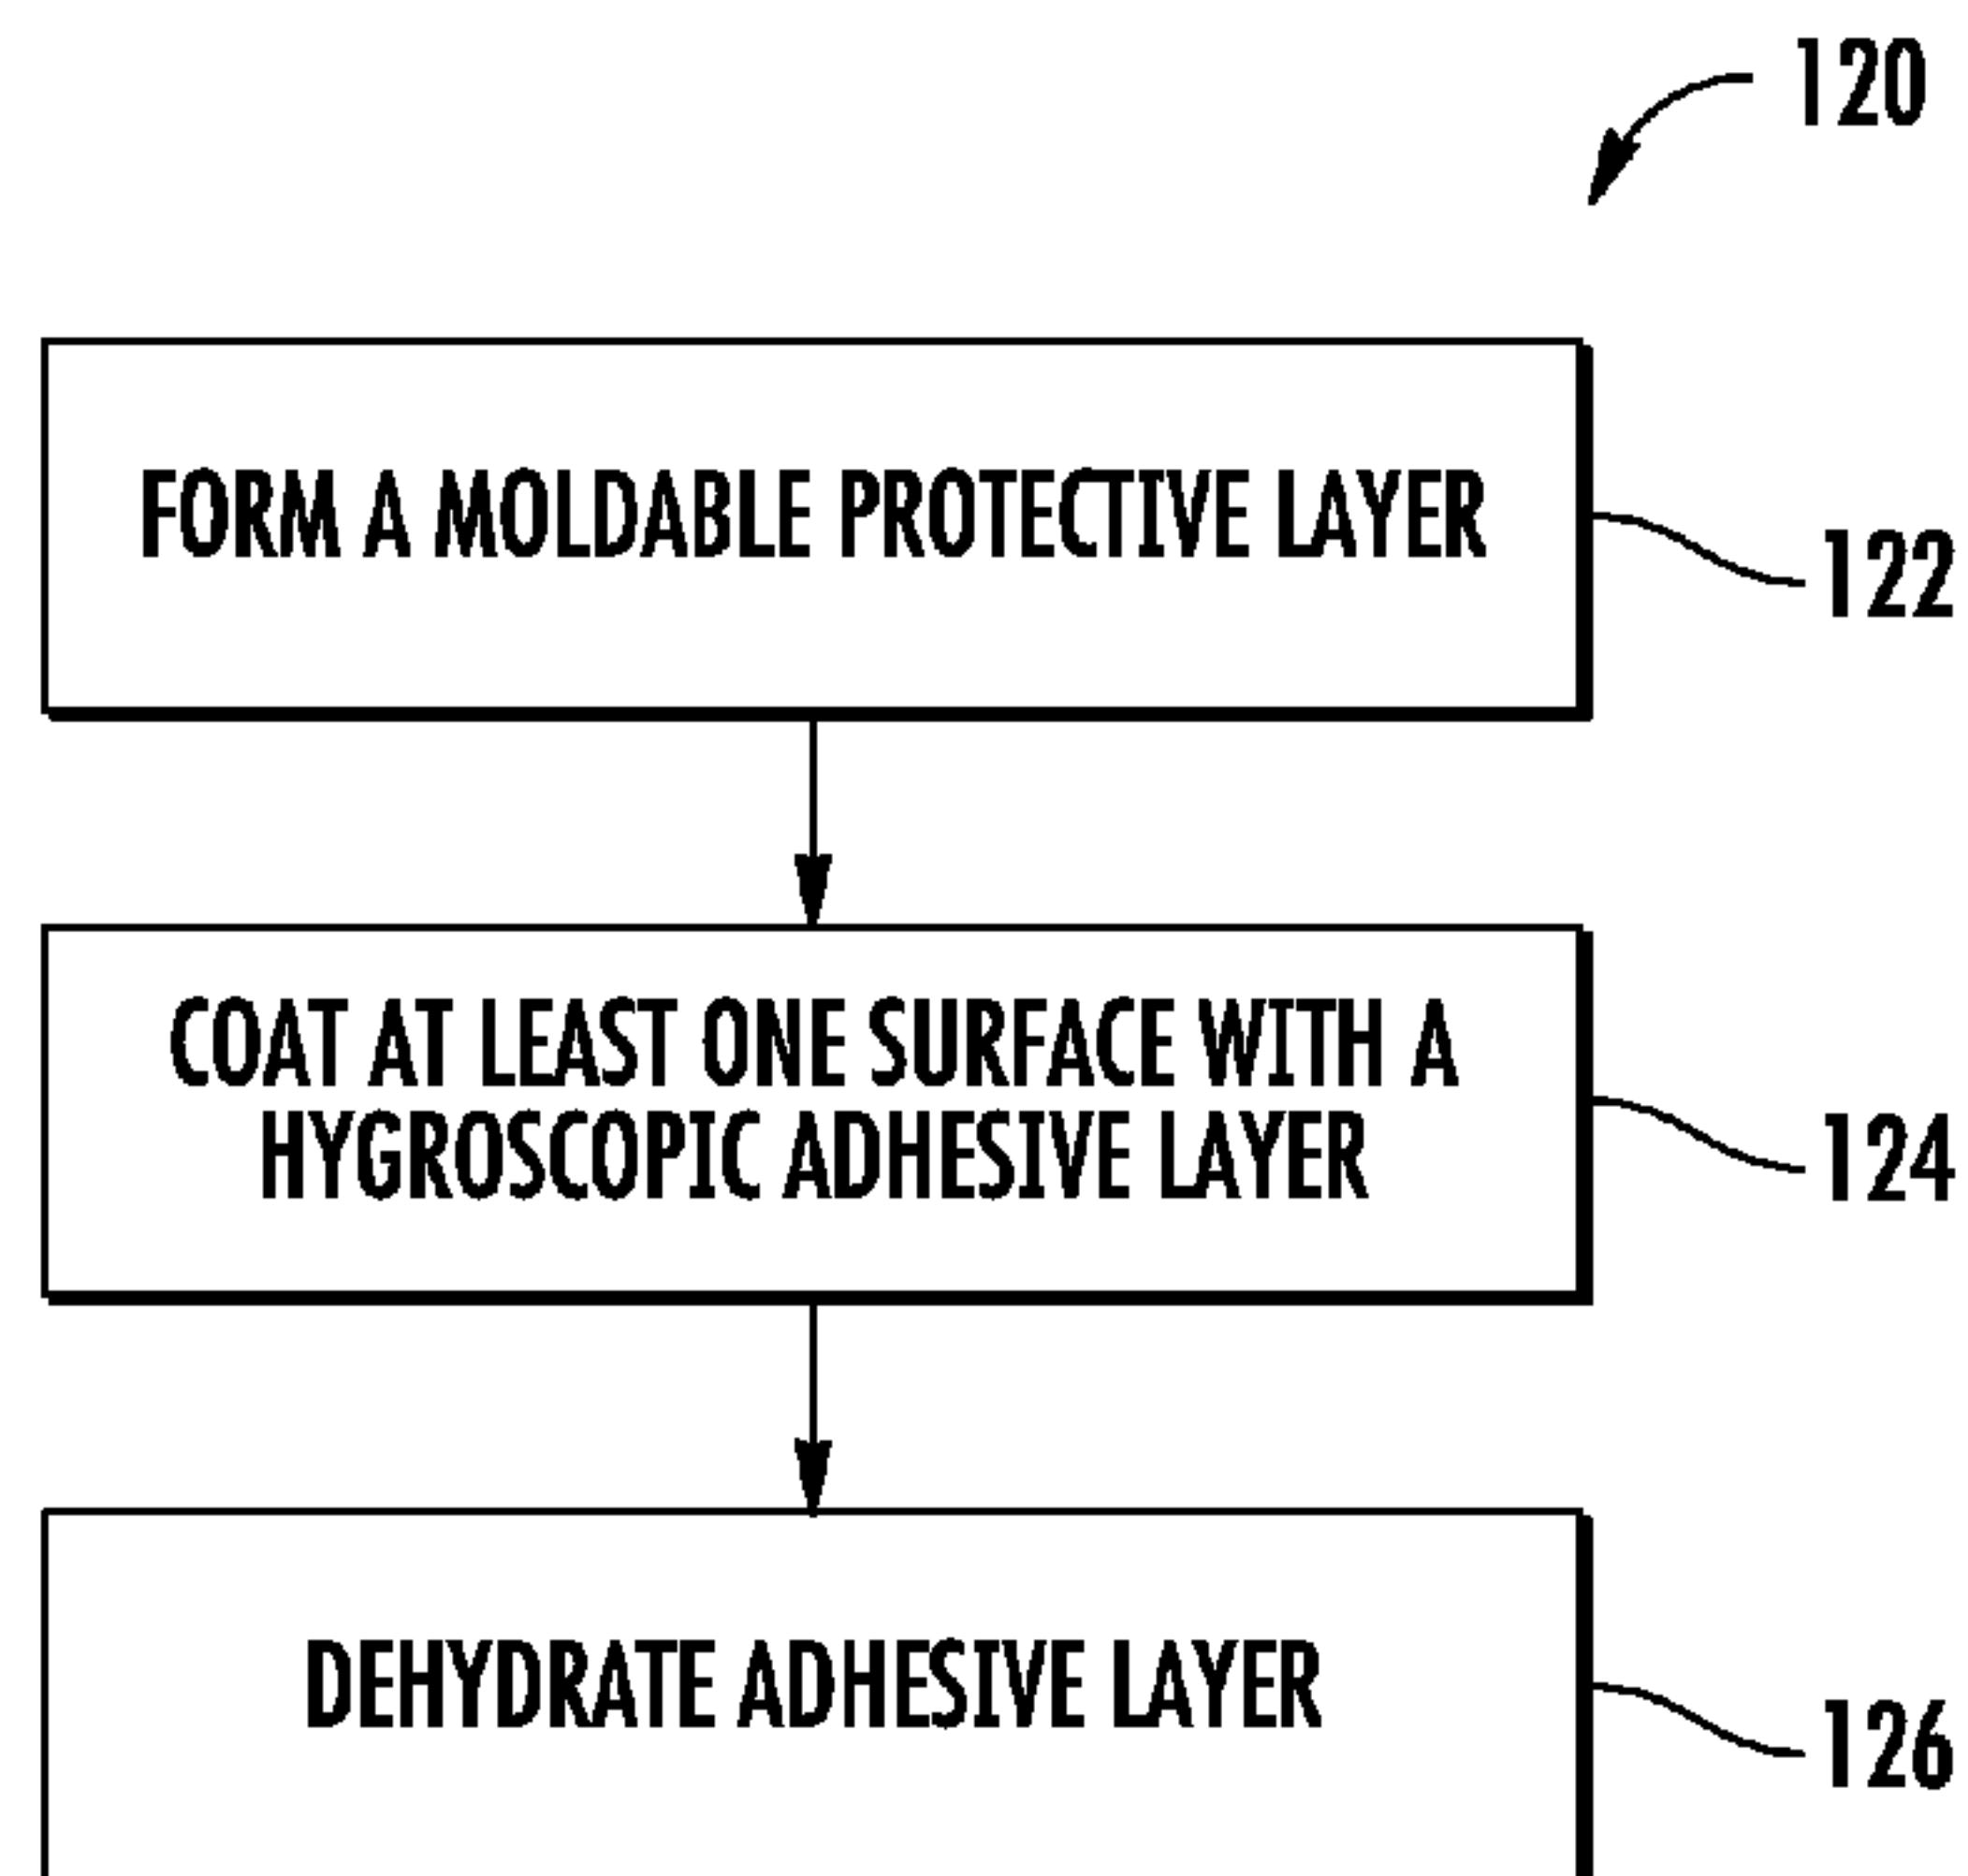 120
FORM A MOLDABLE PROTECTIVE LAYER
122
COAT AT LEAST ONE SURFACE WITH A
HYGROSCOPIC ADHESIVE LAYER
124
DEHYDRATE ADHESIVE LAYER
126